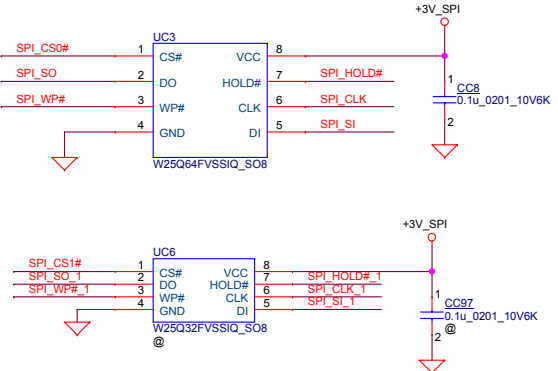 +3V_SPI
UC3
SPI_CS0# 1 CS# VCC 8
SPI_SO 2 DO HOLD# 7 SPI_HOLD#
SPI_WP# 3 WP# CLK 6 SPI_CLK
4 GND DI 5 SPI_SI
W25Q64FVSSIQ_SO8
1
CC8
0.1u_0201_10V6K
2
+3V_SPI
UC6
SPI_CS1# 1 CS# VCC 8
SPI_SO_1 2 DO HOLD# 7 SPI_HOLD#_1
SPI_WP#_1 3 WP# CLK 6 SPI_CLK_1
4 GND DI 5 SPI_SI_1
W25Q32FVSSIQ_SO8
@
1
CC97
0.1u_0201_10V6K
@
2